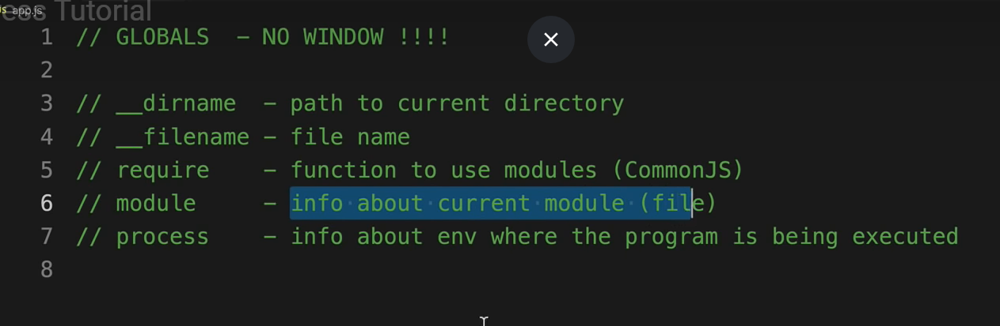 ess Tutorial
JS app.js
1 // GLOBALS - NO WINDOW !!!!
2
3 // __dirname - path to current directory
4 // __filename - file name
5 // require - function to use modules (CommonJS)
6 // module - info about current module (file)
7 // process - info about env where the program is being executed
8